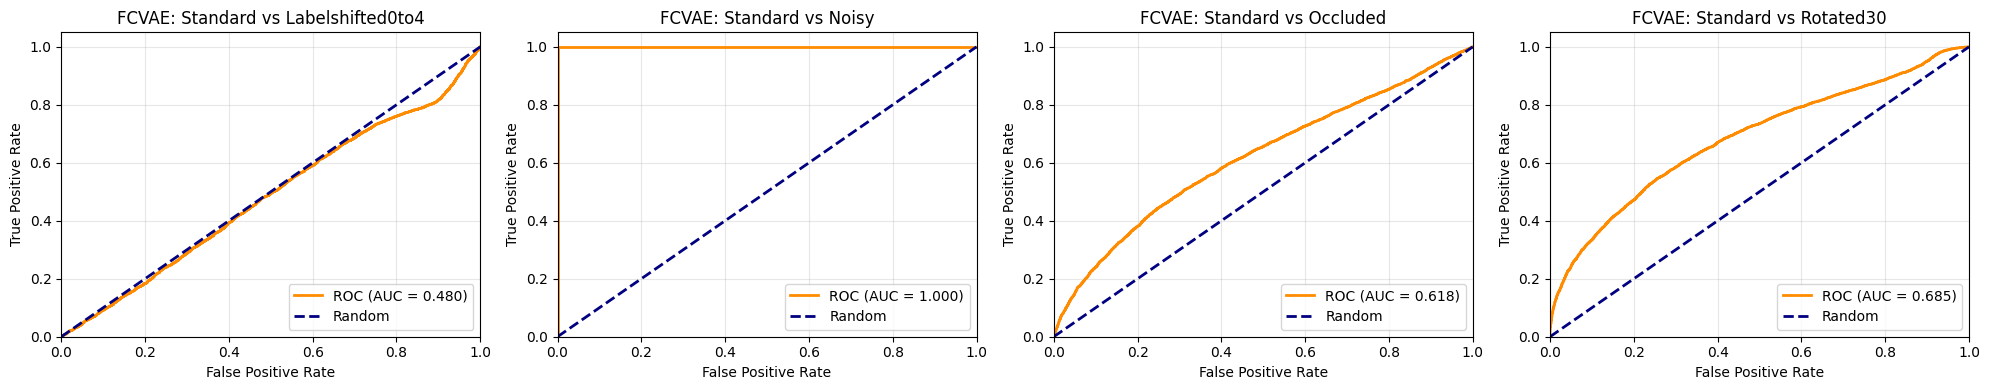 FCVAE: Standard vs Labelshifted0to4
1.0
0.8
0.6
0.4
0.2
0.0
True Positive Rate
ROC (AUC = 0.480)
Random
0.0 0.2 0.4 0.6 0.8 1.0
False Positive Rate
FCVAE: Standard vs Noisy
1.0
0.8
0.6
0.4
0.2
0.0
True Positive Rate
ROC (AUC = 1.000)
Random
0.0 0.2 0.4 0.6 0.8 1.0
False Positive Rate
FCVAE: Standard vs Occluded
1.0
0.8
0.6
0.4
0.2
0.0
True Positive Rate
ROC (AUC = 0.618)
Random
0.0 0.2 0.4 0.6 0.8 1.0
False Positive Rate
FCVAE: Standard vs Rotated30
1.0
0.8
0.6
0.4
0.2
0.0
True Positive Rate
ROC (AUC = 0.685)
Random
0.0 0.2 0.4 0.6 0.8 1.0
False Positive Rate